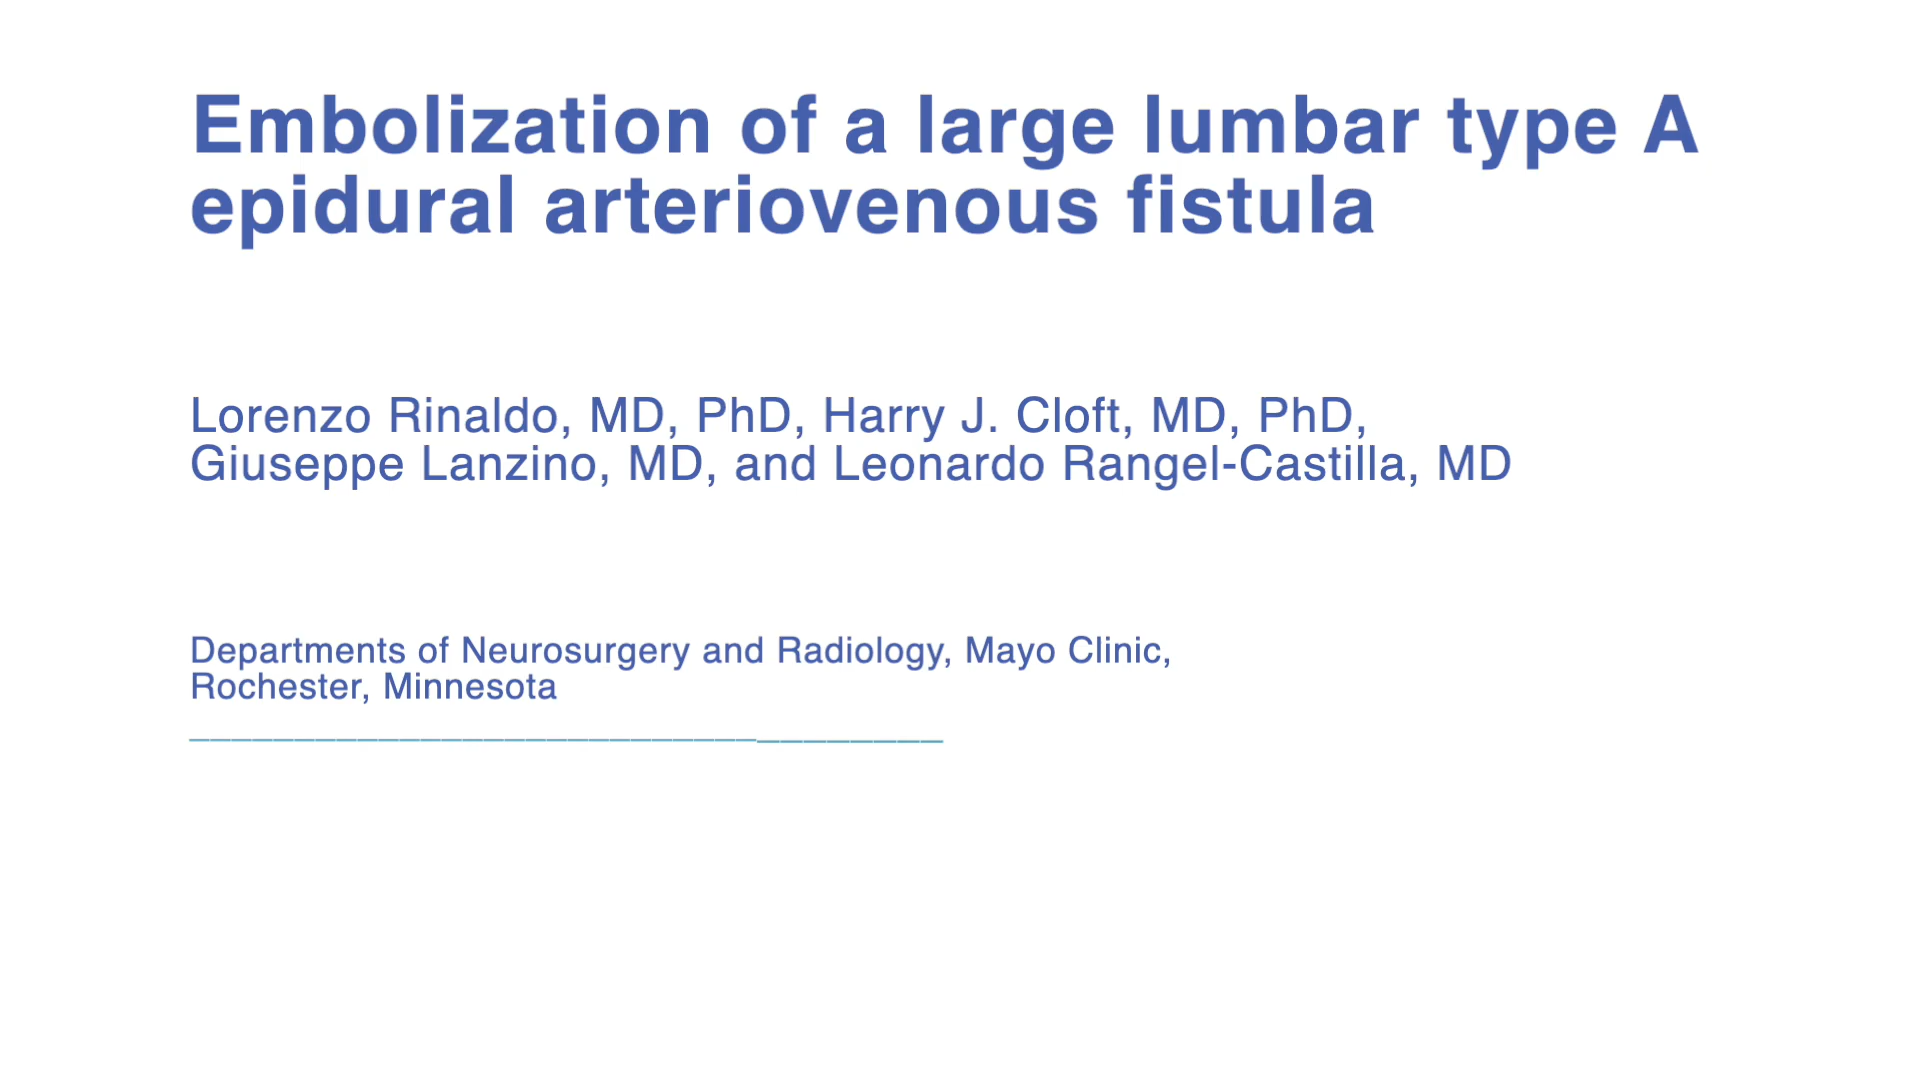 Embolization of a large lumbar type A
epidural arteriovenous fistula
Lorenzo Rinaldo, MD, PhD, Harry J. Cloft, MD, PhD,
Giuseppe Lanzino, MD, and Leonardo Rangel-Castilla, MD
Departments of Neurosurgery and Radiology, Mayo Clinic,
Rochester, Minnesota